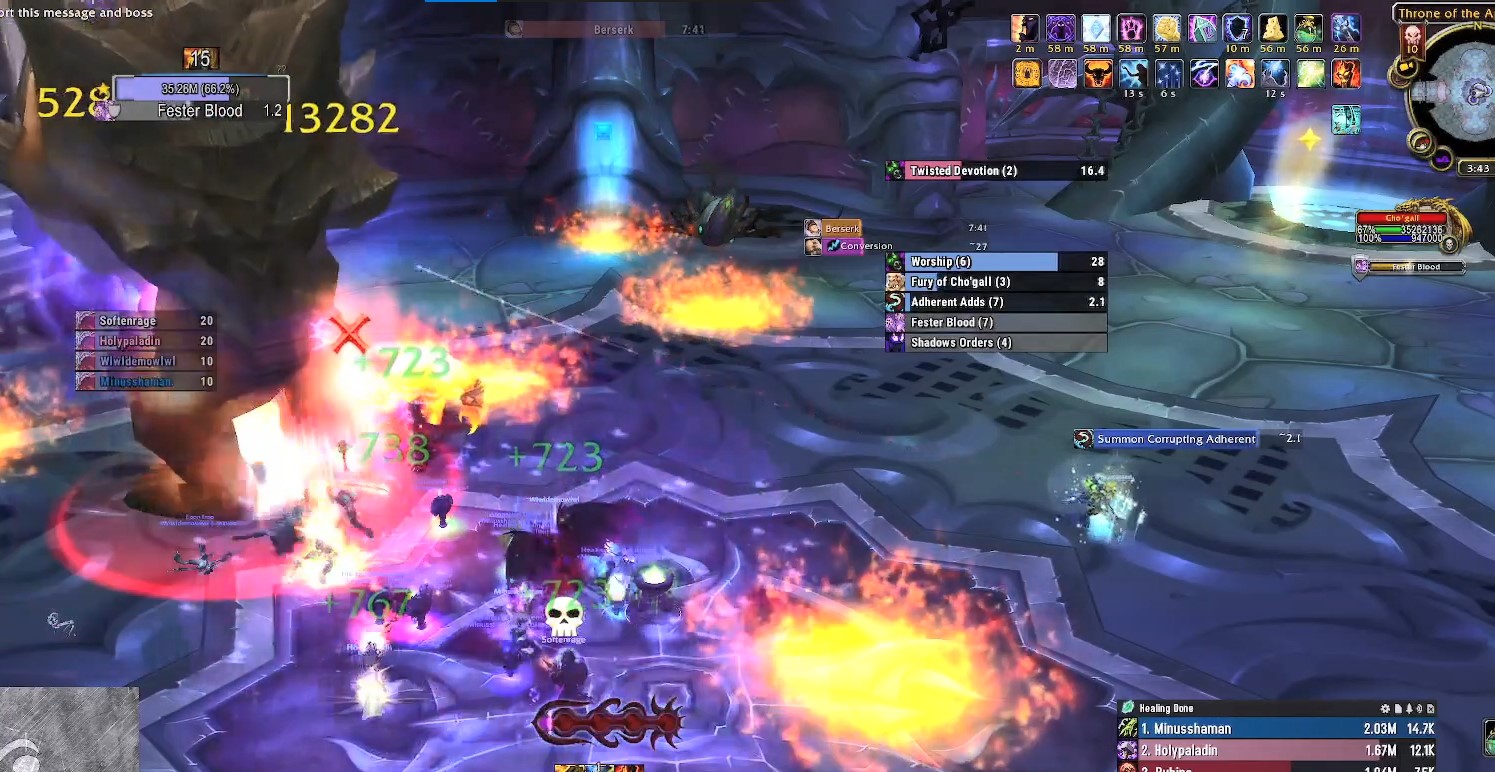 ort this message and boss
Berserk 7:41
Throne of the A
N
2 m 58 m 58 m 58 m 57 m 10 m 56 m 56 m 26 m
10
13 s 6 s 12 s
15
??
35.26M (66.2%)
528
Fester Blood 1.2
13282
3:43
Twisted Devotion (2) 16.4
Cho'gall
67% 35262136
100% 947000
Fester Blood
Berserk 7:41
Conversion ~27
Worship (6) 28
Fury of Cho'gall (3) 8
Adherent Adds (7) 2.1
Fester Blood (7)
Shadows Orders (4)
Softenrage 20
Holypaladin 20
Wiwldemowlwl 10
Minusshaman 10
+723
738
+723
Summon Corrupting Adherent ~2.1
+767
+723
Softenrage
Healing Done
1. Minusshaman 2.03M 14.7K
2. Holypaladin 1.67M 12.1K